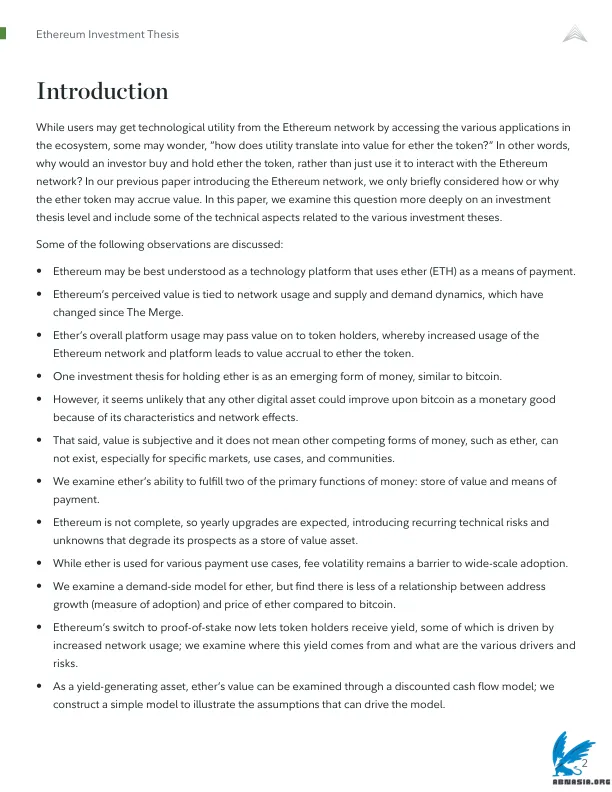 Ethereum Investment Thesis
Introduction
While users may get technological utility from the Ethereum network by accessing the various applications in
the ecosystem, some may wonder, “how does utility translate into value for ether the token?” In other words,
why would an investor buy and hold ether the token, rather than just use it to interact with the Ethereum
network? In our previous paper introducing the Ethereum network, we only briefly considered how or why
the ether token may accrue value. In this paper, we examine this question more deeply on an investment
thesis level and include some of the technical aspects related to the various investment theses.
Some of the following observations are discussed:
• Ethereum may be best understood as a technology platform that uses ether (ETH) as a means of payment.
• Ethereum’s perceived value is tied to network usage and supply and demand dynamics, which have
changed since The Merge.
• Ether’s overall platform usage may pass value on to token holders, whereby increased usage of the
Ethereum network and platform leads to value accrual to ether the token.
• One investment thesis for holding ether is as an emerging form of money, similar to bitcoin.
• However, it seems unlikely that any other digital asset could improve upon bitcoin as a monetary good
because of its characteristics and network effects.
• That said, value is subjective and it does not mean other competing forms of money, such as ether, can
not exist, especially for specific markets, use cases, and communities.
• We examine ether’s ability to fulfill two of the primary functions of money: store of value and means of
payment.
• Ethereum is not complete, so yearly upgrades are expected, introducing recurring technical risks and
unknowns that degrade its prospects as a store of value asset.
• While ether is used for various payment use cases, fee volatility remains a barrier to wide-scale adoption.
• We examine a demand-side model for ether, but find there is less of a relationship between address
growth (measure of adoption) and price of ether compared to bitcoin.
• Ethereum’s switch to proof-of-stake now lets token holders receive yield, some of which is driven by
increased network usage; we examine where this yield comes from and what are the various drivers and
risks.
• As a yield-generating asset, ether’s value can be examined through a discounted cash flow model; we
construct a simple model to illustrate the assumptions that can drive the model.
2
ABNASIA.ORG